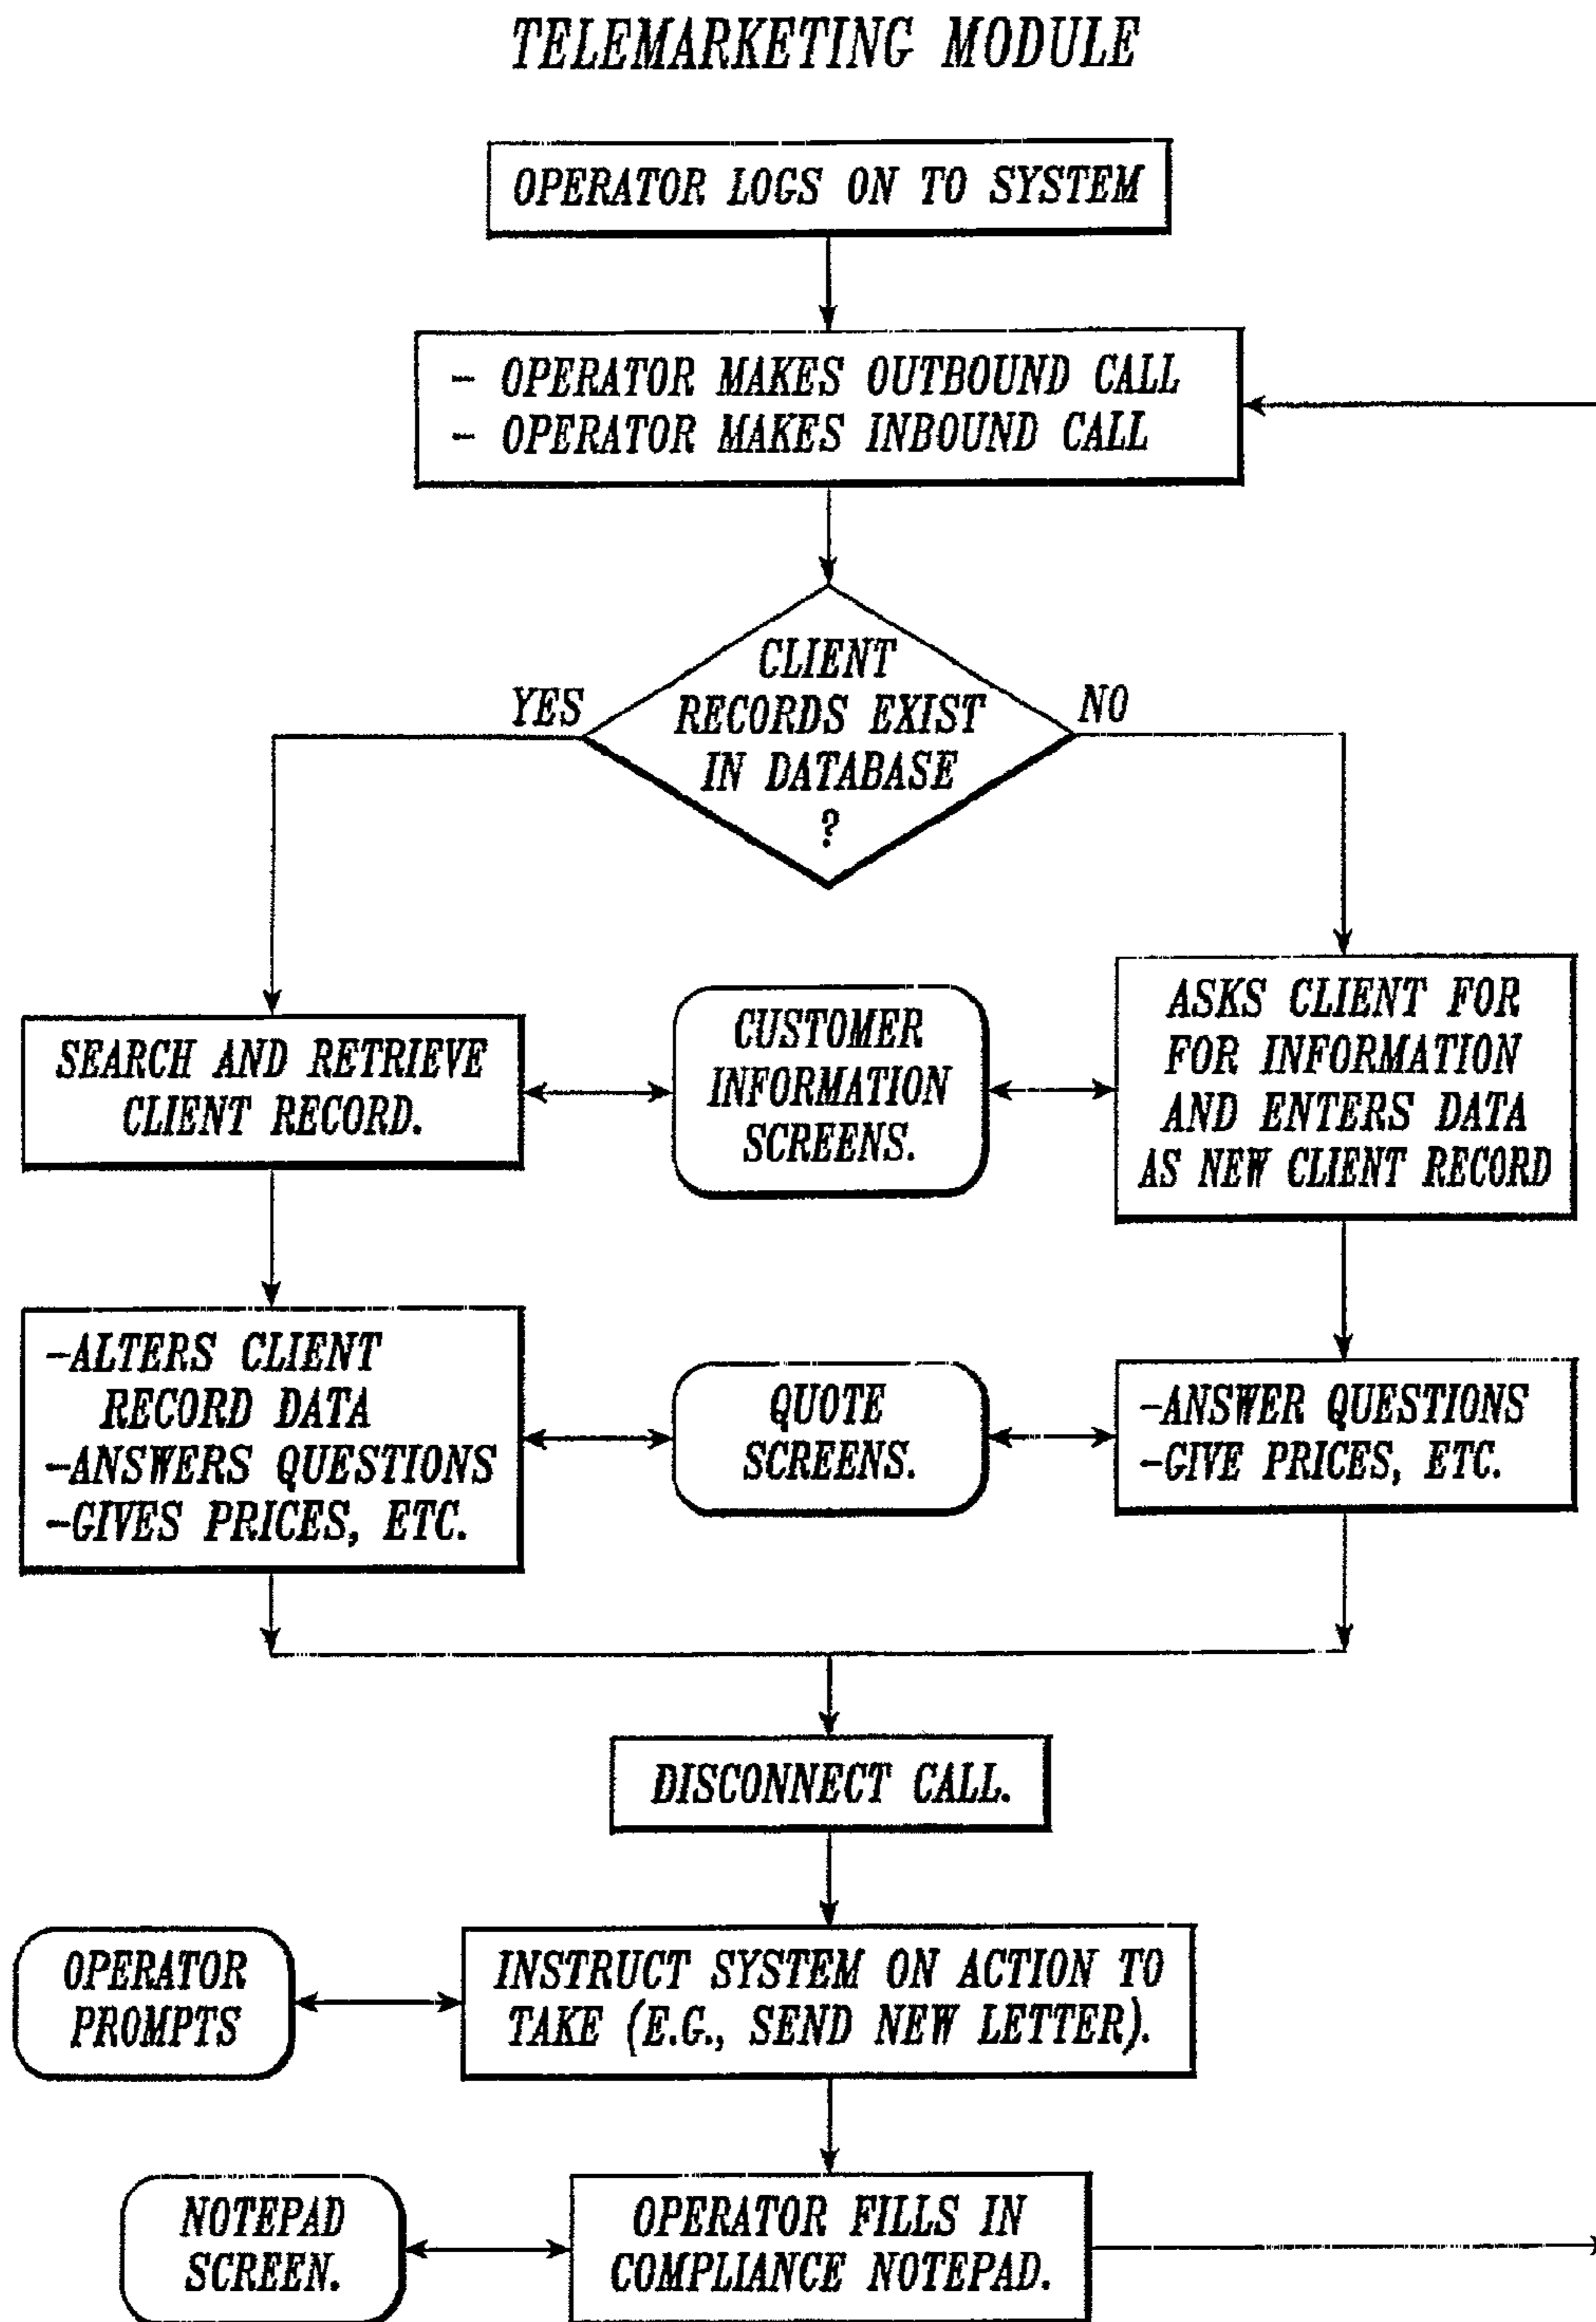 TELEMARKETING MODULE
OPERATOR LOGS ON TO SYSTEM
- OPERATOR MAKES OUTBOUND CALL
- OPERATOR MAKES INBOUND CALL
CLIENT
RECORDS EXIST
IN DATABASE
?
YES
NO
SEARCH AND RETRIEVE
CLIENT RECORD.
CUSTOMER
INFORMATION
SCREENS.
ASKS CLIENT FOR
FOR INFORMATION
AND ENTERS DATA
AS NEW CLIENT RECORD
-ALTERS CLIENT
RECORD DATA
-ANSWERS QUESTIONS
-GIVES PRICES, ETC.
QUOTE
SCREENS.
-ANSWER QUESTIONS
-GIVE PRICES, ETC.
DISCONNECT CALL.
OPERATOR
PROMPTS
INSTRUCT SYSTEM ON ACTION TO
TAKE (E.G., SEND NEW LETTER).
NOTEPAD
SCREEN.
OPERATOR FILLS IN
COMPLIANCE NOTEPAD.